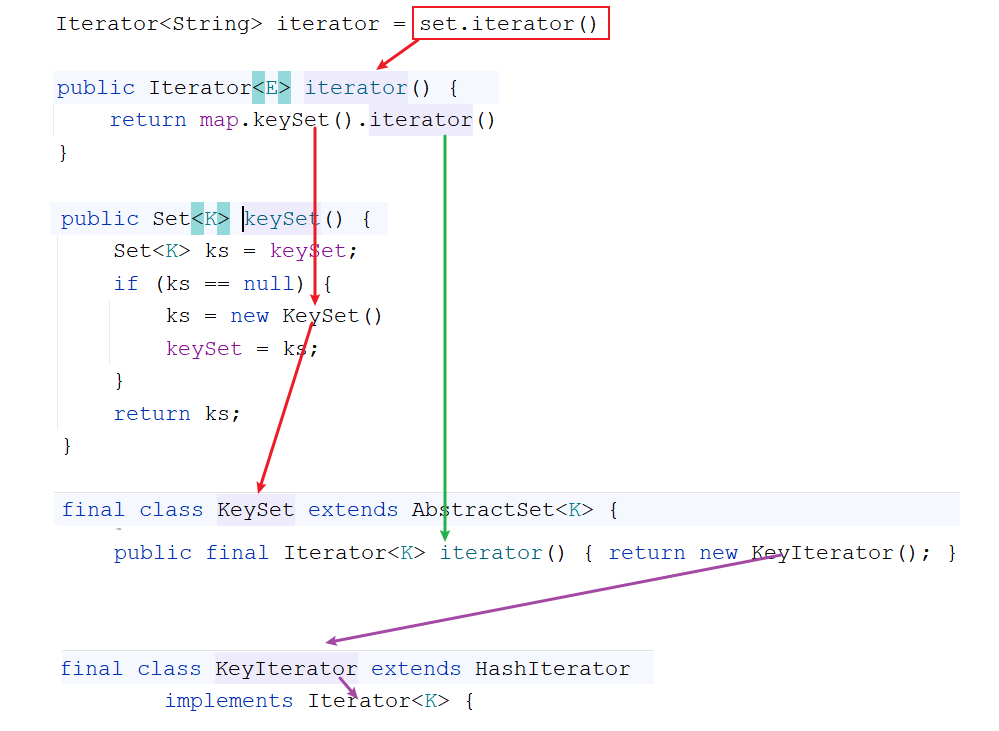 Iterator<String> iterator = set.iterator()
public Iterator<E> iterator() {
return map.keySet().iterator()
}
public Set<K> keySet() {
Set<K> ks = keySet;
if (ks == null) {
ks = new KeySet()
keySet = ks;
}
return ks;
}
final class KeySet extends AbstractSet<K> {
public final Iterator<K> iterator() { return new KeyIterator(); }
final class KeyIterator extends HashIterator
implements Iterator<K> {